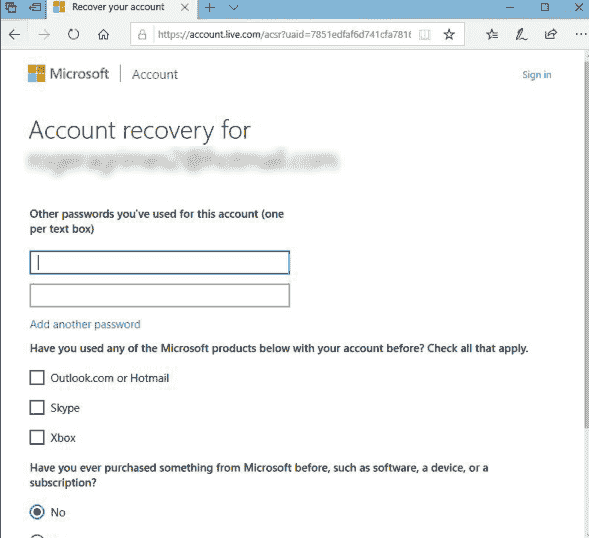 Recover your account
https://account.live.com/acsr?uaid=7851edfaf6d741cfa781
Microsoft | Account
Sign in
Account recovery for
Other passwords you've used for this account (one
per text box)
Add another password
Have you used any of the Microsoft products below with your account before? Check all that apply.
Outlook.com or Hotmail
Skype
Xbox
Have you ever purchased something from Microsoft before, such as software, a device, or a
subscription?
No